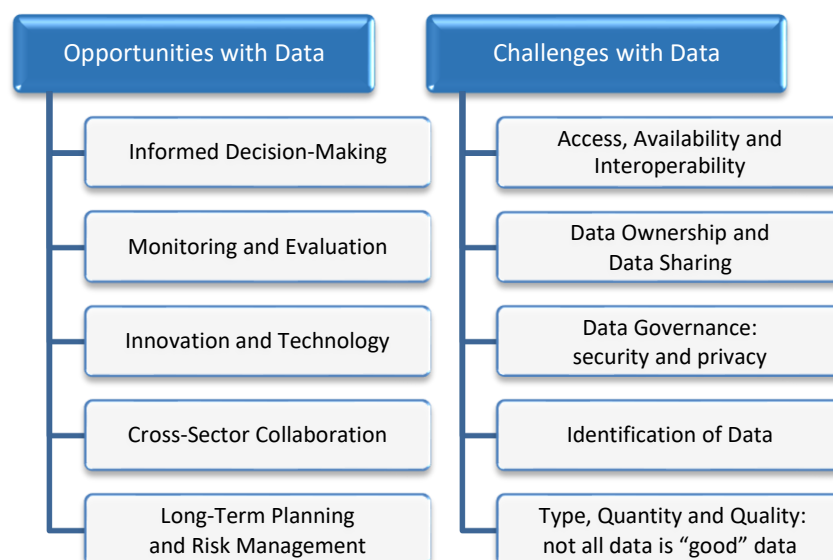 Opportunities with Data
Informed Decision-Making
Monitoring and Evaluation
Innovation and Technology
Cross-Sector Collaboration
Long-Term Planning
and Risk Management
Challenges with Data
Access, Availability and
Interoperability
Data Ownership and
Data Sharing
Data Governance:
security and privacy
Identification of Data
Type, Quantity and Quality:
not all data is “good” data